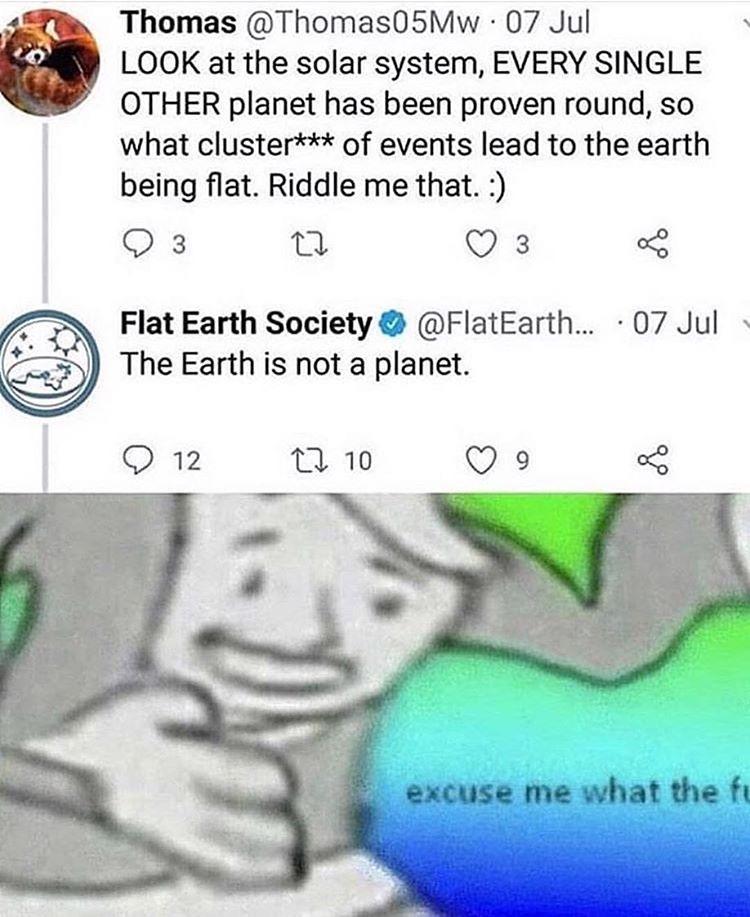 Thomas @Thomas05Mw · 07 Jul
LOOK at the solar system, EVERY SINGLE
OTHER planet has been proven round, so
what cluster*** of events lead to the earth
being flat. Riddle me that. :)
3 3
Flat Earth Society @FlatEarth... · 07 Jul
The Earth is not a planet.
12 10 9
excuse me what the fu